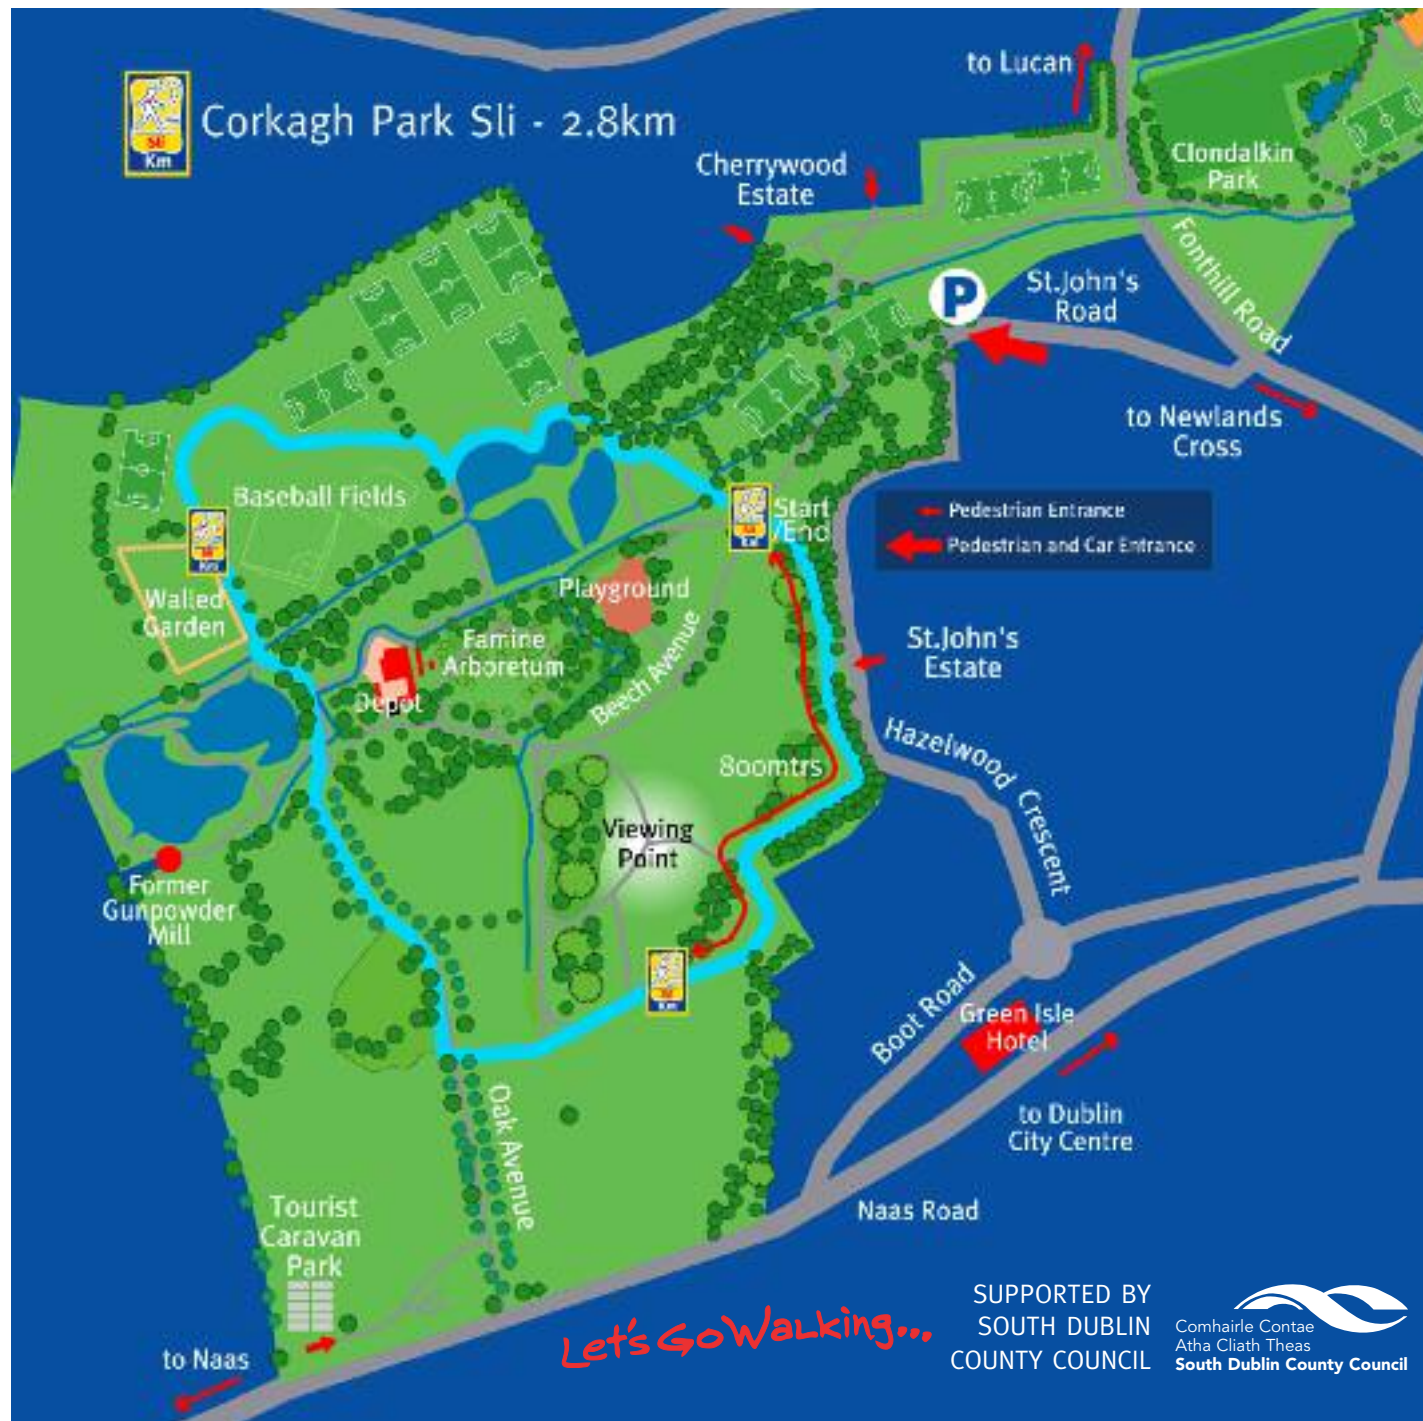 to Lucan
Corkagh Park Sli - 2.8km
Sli
Km
Clondalkin
Park
Cherrywood
Estate
Fonthill Road
P
St.John's
Road
to Newlands
Cross
Baseball Fields
Start
/End
Pedestrian Entrance
Pedestrian and Car Entrance
Playground
Walled
Garden
Famine
Arboretum
St.John's
Estate
Beech Avenue
Depot
Hazelwood Crescent
800mtrs
Viewing
Point
Former
Gunpowder
Mill
Boot Road
Green Isle
Hotel
Oak Avenue
to Dublin
City Centre
Tourist
Caravan
Park
Naas Road
to Naas
Let's Go Walking...
SUPPORTED BY
SOUTH DUBLIN
COUNTY COUNCIL
Comhairle Contae
Atha Cliath Theas
South Dublin County Council